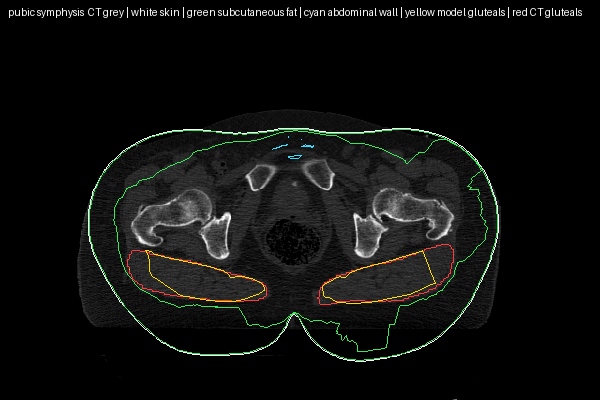 pubic symphysis CT grey | white skin | green subcutaneous fat | cyan abdominal wall | yellow model gluteals | red CT gluteals